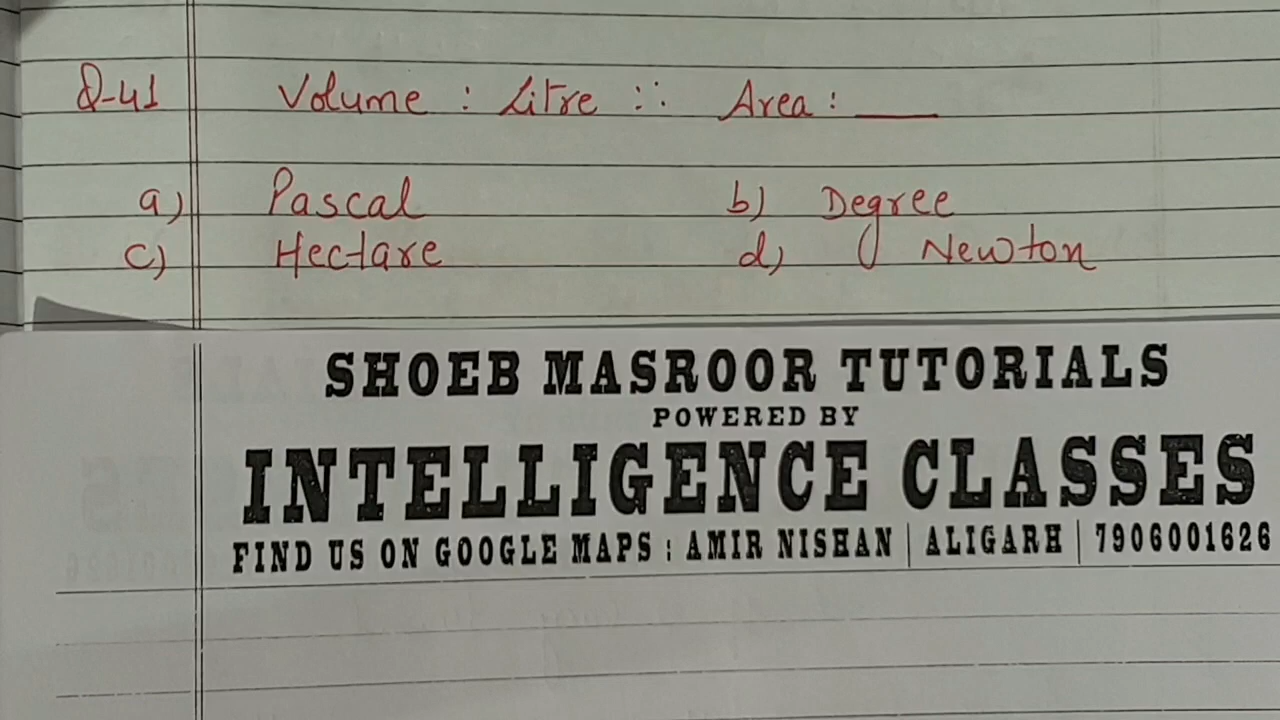 Q-41 Volume : Litre :: Area : ____
a) Pascal b) Degree
c) Hectare d) Newton
SHOEB MASROOR TUTORIALS
POWERED BY
INTELLIGENCE CLASSES
FIND US ON GOOGLE MAPS : AMIR NISHAN | ALIGARH | 7906001626